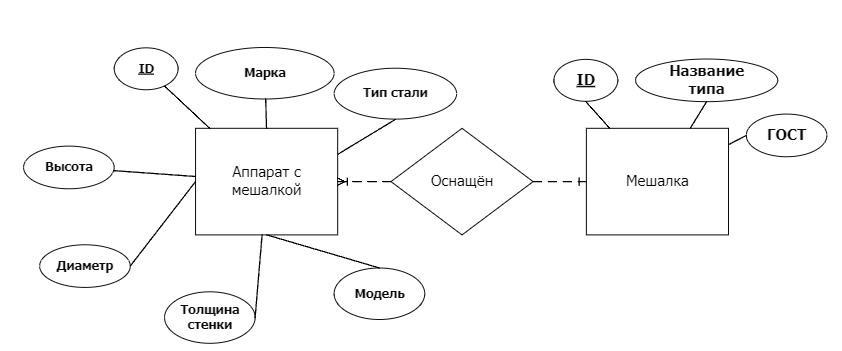 ID
Марка
Тип стали
ID
Название
типа
ГОСТ
Высота
Аппарат с
мешалкой
Оснащён
Мешалка
Диаметр
Толщина
стенки
Модель